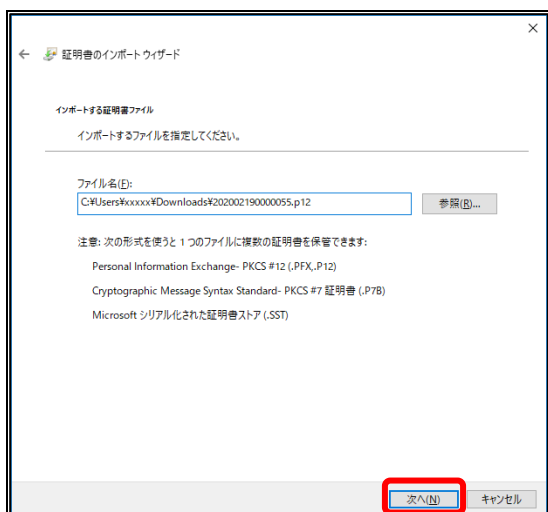 証明書のインポート ウィザード
インポートする証明書ファイル
インポートするファイルを指定してください。
ファイル名(F):
C:¥Users¥xxxxx¥Downloads¥202002190000055.p12
参照(R)...
注意: 次の形式を使うと 1 つのファイルに複数の証明書を保管できます:
Personal Information Exchange- PKCS #12 (.PFX,.P12)
Cryptographic Message Syntax Standard- PKCS #7 証明書 (.P7B)
Microsoft シリアル化された証明書ストア (.SST)
次へ(N)
キャンセル